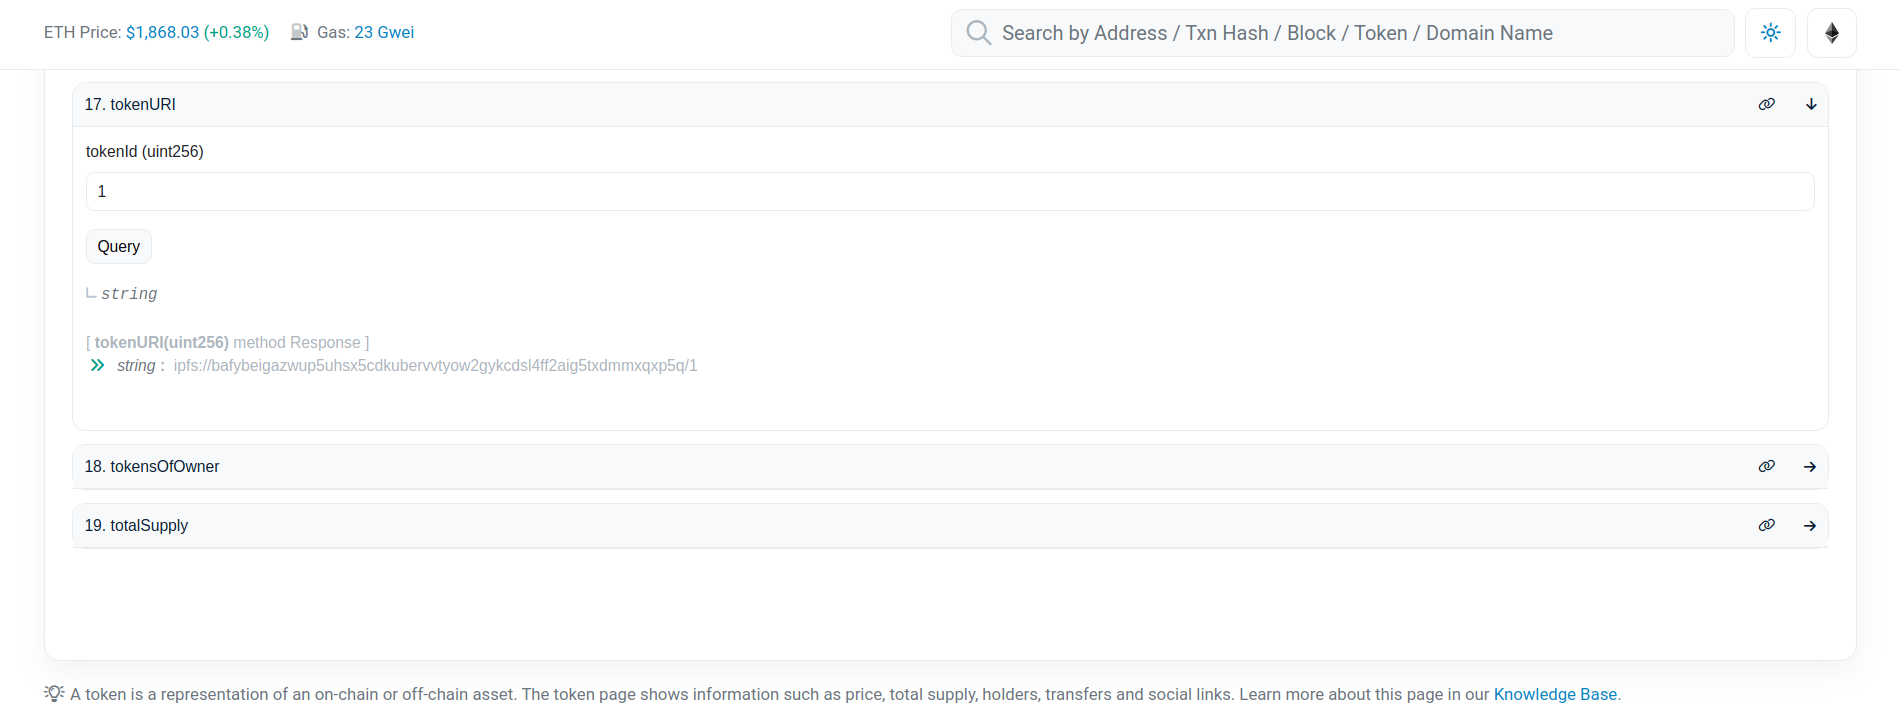 ETH Price: $1,868.03 (+0.38%) Gas: 23 Gwei
Search by Address / Txn Hash / Block / Token / Domain Name
17. tokenURI
tokenId (uint256)
1
Query
string
[ tokenURI(uint256) method Response ]
string : ipfs://bafybeigazwup5uhsx5cdkubervvtyow2gykcdsl4ff2aig5txdmmxqxp5q/1
18. tokensOfOwner
19. totalSupply
A token is a representation of an on-chain or off-chain asset. The token page shows information such as price, total supply, holders, transfers and social links. Learn more about this page in our Knowledge Base.